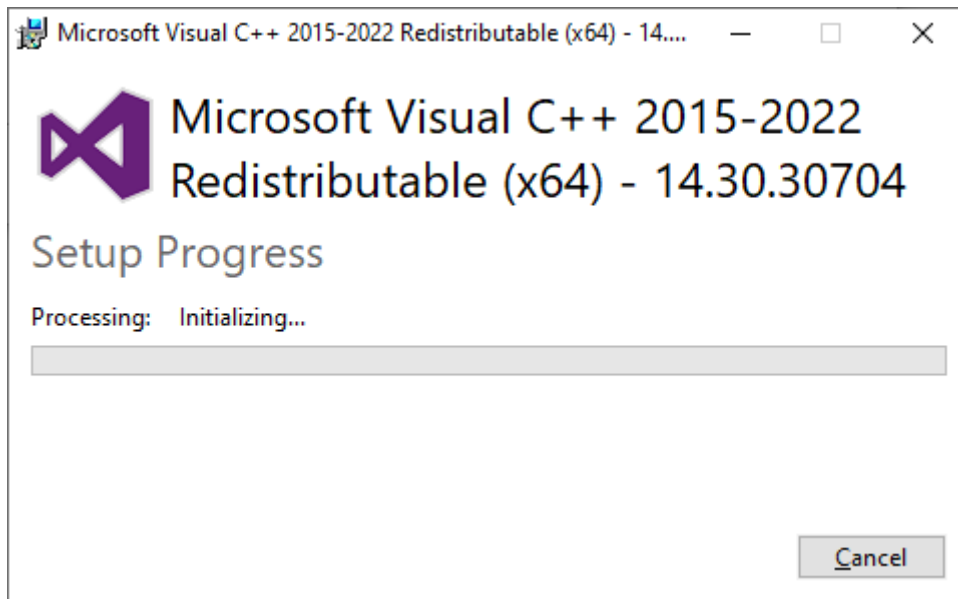 Microsoft Visual C++ 2015-2022 Redistributable (x64) - 14....
Microsoft Visual C++ 2015-2022
Redistributable (x64) - 14.30.30704
Setup Progress
Processing: Initializing...
Cancel